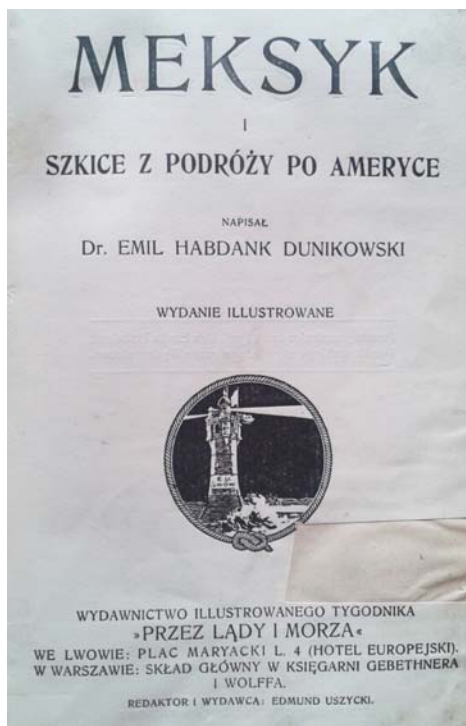 MEKSYK
I
SZKICE Z PODRÓŻY PO AMERYCE
NAPISAŁ
Dr. EMIL HABDANK DUNIKOWSKI
WYDANIE ILLUSTROWANE
E. U.
LWÓW
WYDAWNICTWO ILLUSTROWANEGO TYGODNIKA
»PRZEZ LĄDY I MORZA«
WE LWOWIE: PLAC MARYACKI L. 4 (HOTEL EUROPEJSKI).
W WARSZAWIE: SKŁAD GŁÓWNY W KSIĘGARNI GEBETHNERA
I WOLFFA.
REDAKTOR I WYDAWCA: EDMUND USZYCKI.